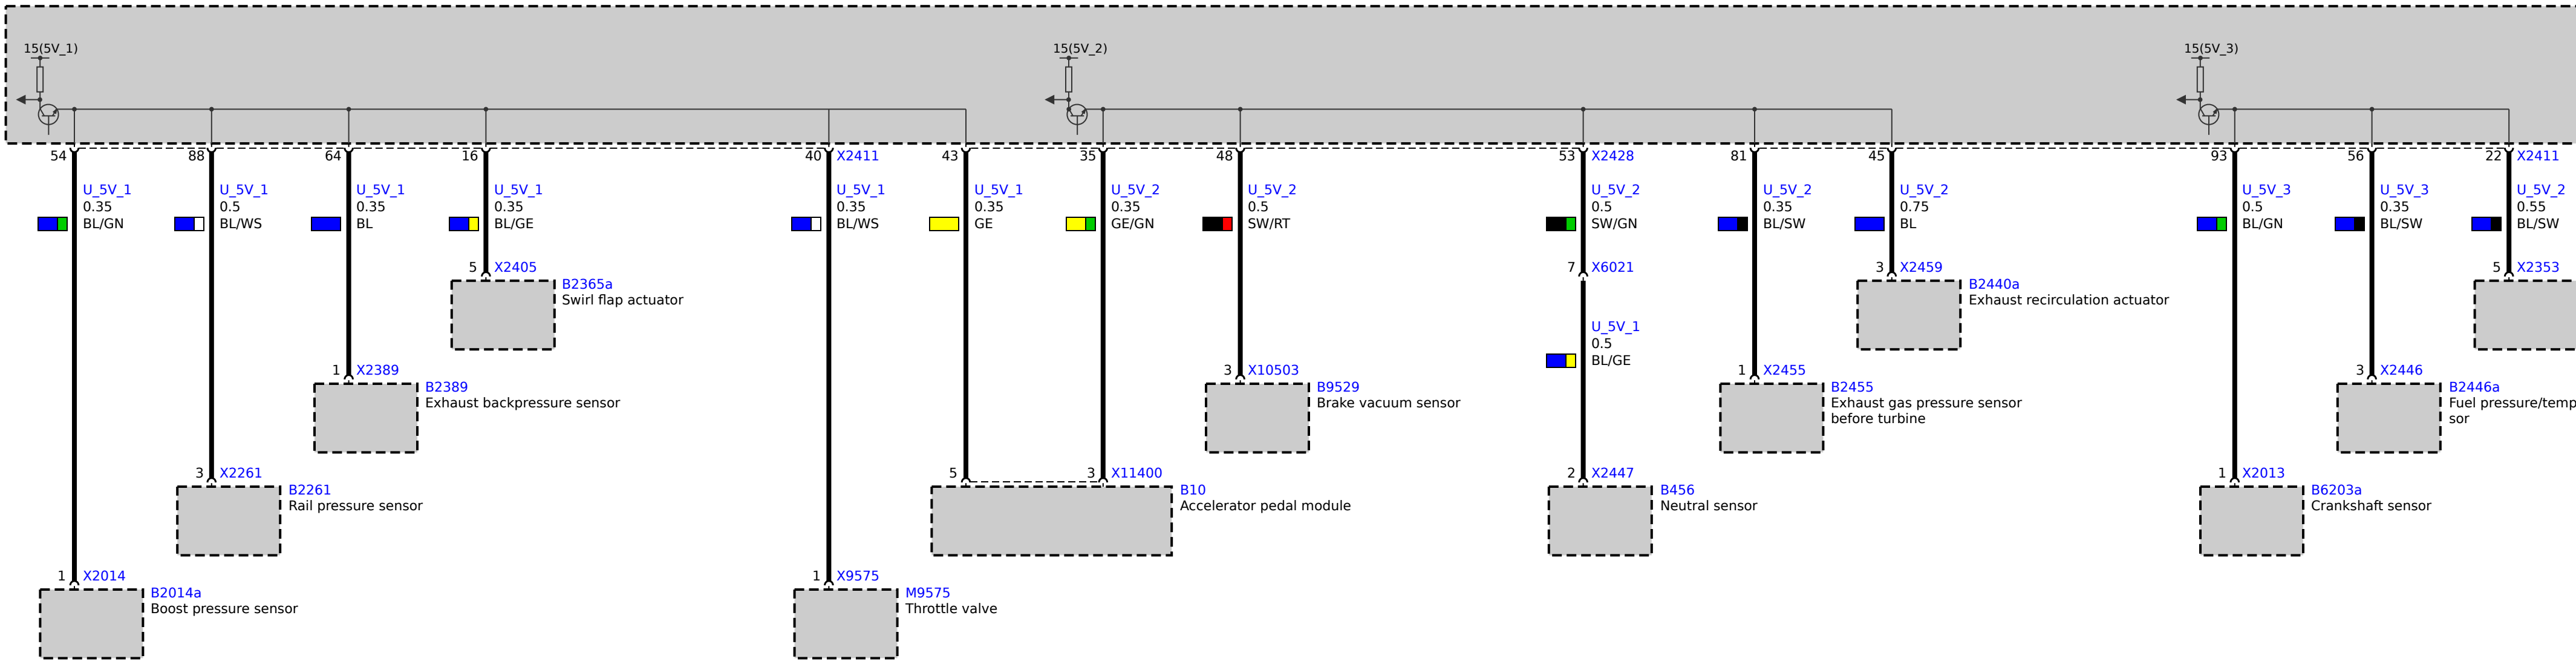 15(5V_1)
15(5V_2)
15(5V_3)
54
88
64
16
40 X2411
43
35
48
53 X2428
81
45
93
56
22 X2411
U_5V_1
0.35
BL/GN
U_5V_1
0.5
BL/WS
U_5V_1
0.35
BL
U_5V_1
0.35
BL/GE
U_5V_1
0.35
BL/WS
U_5V_1
0.35
GE
U_5V_2
0.35
GE/GN
U_5V_2
0.5
SW/RT
U_5V_2
0.5
SW/GN
U_5V_2
0.35
BL/SW
U_5V_2
0.75
BL
U_5V_3
0.5
BL/GN
U_5V_3
0.35
BL/SW
U_5V_2
0.55
BL/SW
5 X2405
B2365a
Swirl flap actuator
7 X6021
3 X2459
B2440a
Exhaust recirculation actuator
5 X2353
U_5V_1
0.5
BL/GE
1 X2389
B2389
Exhaust backpressure sensor
3 X10503
B9529
Brake vacuum sensor
1 X2455
B2455
Exhaust gas pressure sensor
before turbine
3 X2446
B2446a
Fuel pressure/temp
sor
3 X2261
B2261
Rail pressure sensor
5
3 X11400
B10
Accelerator pedal module
2 X2447
B456
Neutral sensor
1 X2013
B6203a
Crankshaft sensor
1 X2014
B2014a
Boost pressure sensor
1 X9575
M9575
Throttle valve